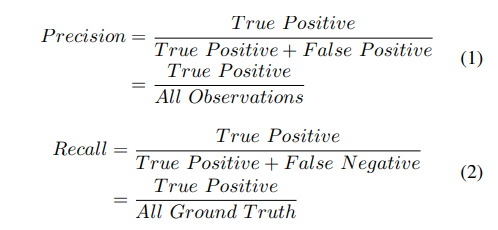 Precision = True Positive / True Positive + False Positive (1)
= True Positive / All Observations
Recall = True Positive / True Positive + False Negative (2)
= True Positive / All Ground Truth